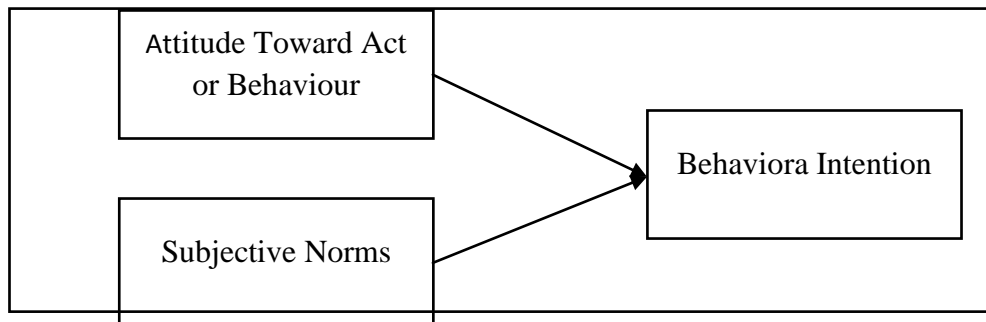 Attitude Toward Act
or Behaviour
Behaviora Intention
Subjective Norms